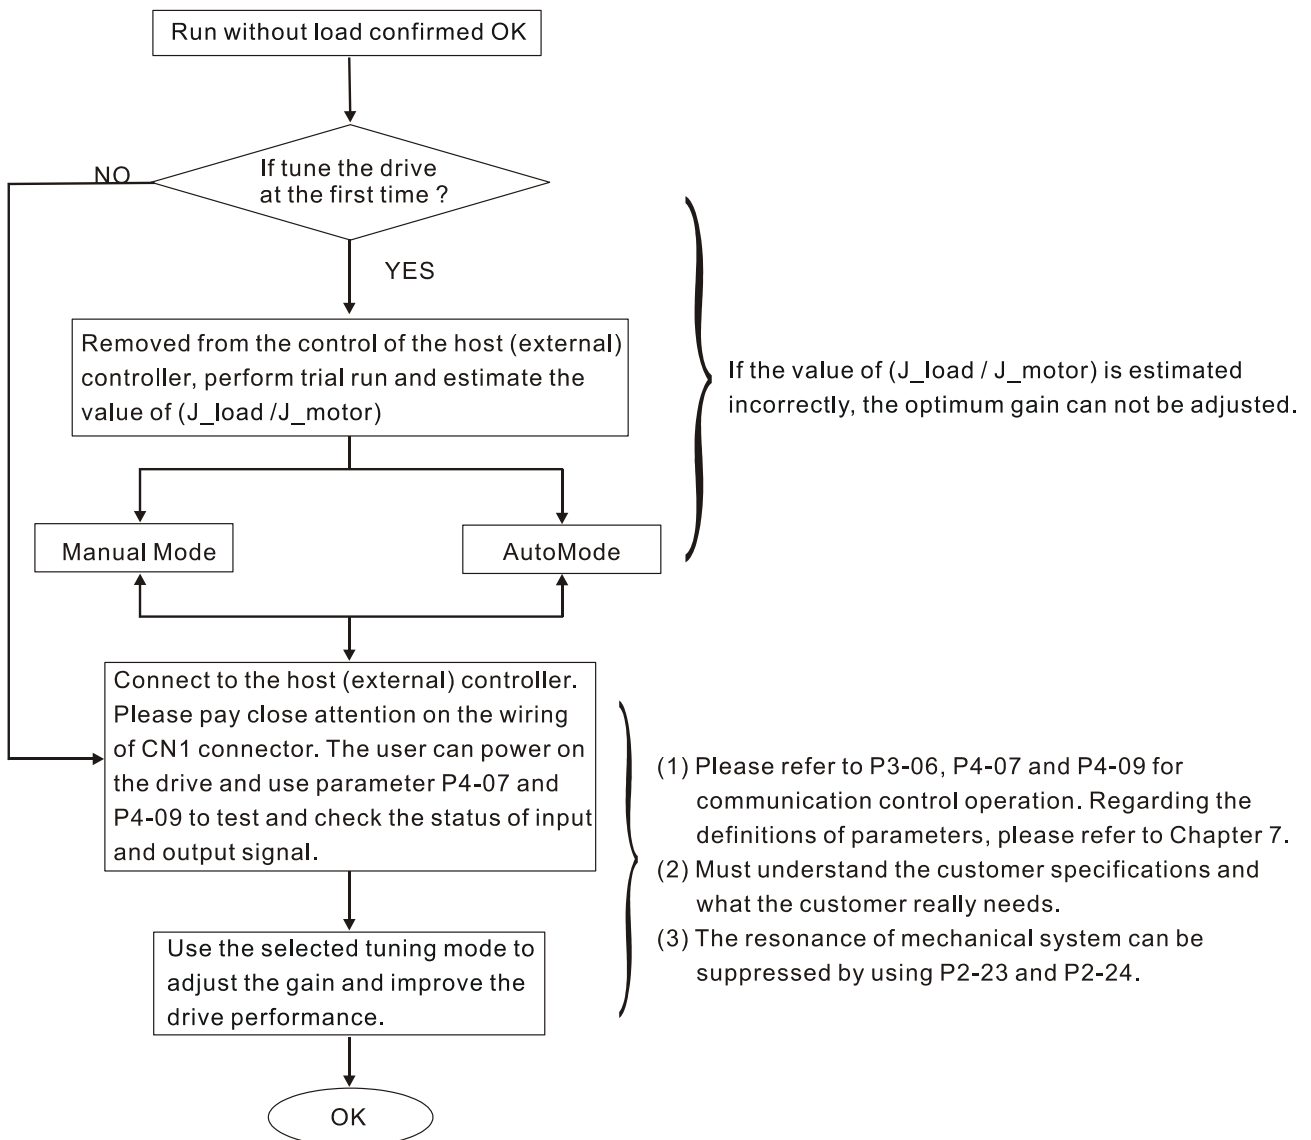 Run without load confirmed OK
If tune the drive
at the first time ?
NO
YES
Removed from the control of the host (external)
controller, perform trial run and estimate the
value of (J_load /J_motor)
If the value of (J_load / J_motor) is estimated
incorrectly, the optimum gain can not be adjusted.
Manual Mode
AutoMode
Connect to the host (external) controller.
Please pay close attention on the wiring
of CN1 connector. The user can power on
the drive and use parameter P4-07 and
P4-09 to test and check the status of input
and output signal.
(1) Please refer to P3-06, P4-07 and P4-09 for
communication control operation. Regarding the
definitions of parameters, please refer to Chapter 7.
(2) Must understand the customer specifications and
what the customer really needs.
(3) The resonance of mechanical system can be
suppressed by using P2-23 and P2-24.
Use the selected tuning mode to
adjust the gain and improve the
drive performance.
OK